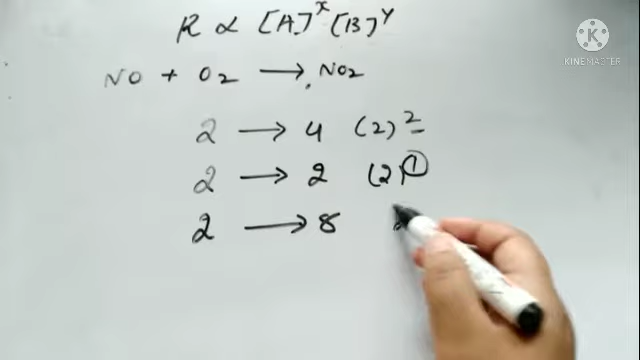 R ∝ [A]^x [B]^y
NO + O2 → NO2
2 → 4 (2)^2
2 → 2 (2)^1
2 → 8
K
KINEMASTER